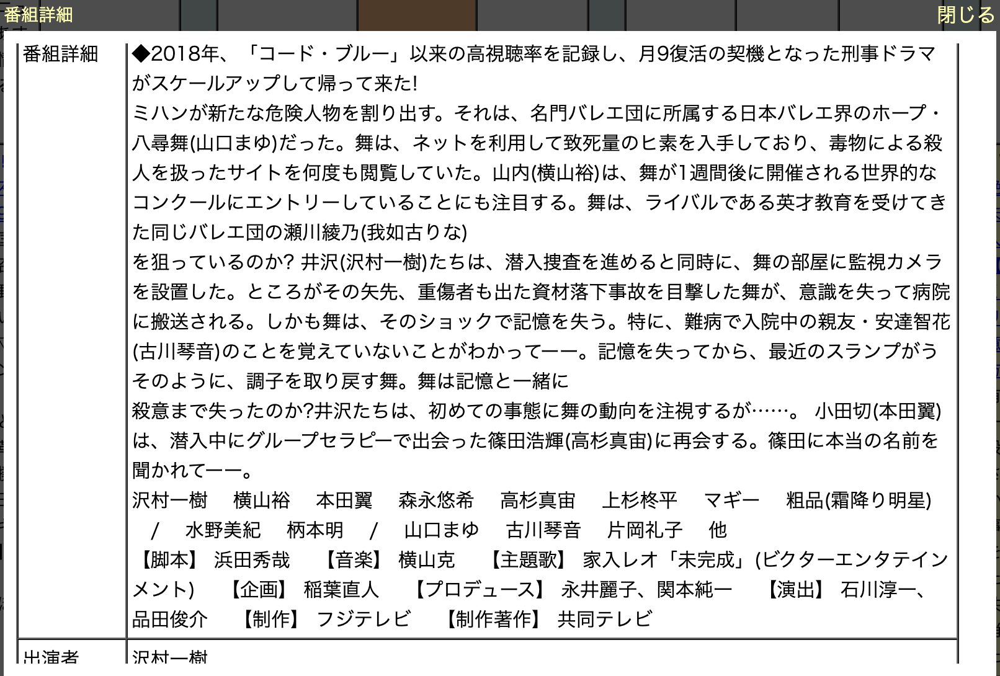 番組詳細
閉じる
番組詳細
◆2018年、「コード・ブルー」以来の高視聴率を記録し、月9復活の契機となった刑事ドラマ
がスケールアップして帰って来た!
ミハンが新たな危険人物を割り出す。それは、名門バレエ団に所属する日本バレエ界のホープ・
八尋舞(山口まゆ)だった。舞は、ネットを利用して致死量のヒ素を入手しており、毒物による殺
人を扱ったサイトを何度も閲覧していた。山内(横山裕)は、舞が1週間後に開催される世界的な
コンクールにエントリーしていることにも注目する。舞は、ライバルである英才教育を受けてき
た同じバレエ団の瀬川綾乃(我如古りな)
を狙っているのか? 井沢(沢村一樹)たちは、潜入捜査を進めると同時に、舞の部屋に監視カメラ
を設置した。ところがその矢先、重傷者も出た資材落下事故を目撃した舞が、意識を失って病院
に搬送される。しかも舞は、そのショックで記憶を失う。特に、難病で入院中の親友・安達智花
(古川琴音)のことを覚えていないことがわかってーー。記憶を失ってから、最近のスランプがう
そのように、調子を取り戻す舞。舞は記憶と一緒に
殺意まで失ったのか?井沢たちは、初めての事態に舞の動向を注視するが……。 小田切(本田翼)
は、潜入中にグループセラピーで出会った篠田浩輝(高杉真宙)に再会する。篠田に本当の名前を
聞かれてーー。
沢村一樹　横山裕　本田翼　森永悠希　高杉真宙　上杉柊平　マギー　粗品(霜降り明星)
　/　水野美紀　柄本明　/　山口まゆ　古川琴音　片岡礼子　他
【脚本】 浜田秀哉　【音楽】 横山克　【主題歌】 家入レオ「未完成」(ビクターエンタテイン
メント)　【企画】 稲葉直人　【プロデュース】 永井麗子、関本純一　【演出】 石川淳一、
品田俊介　【制作】 フジテレビ　【制作著作】 共同テレビ
出演者
沢村一樹